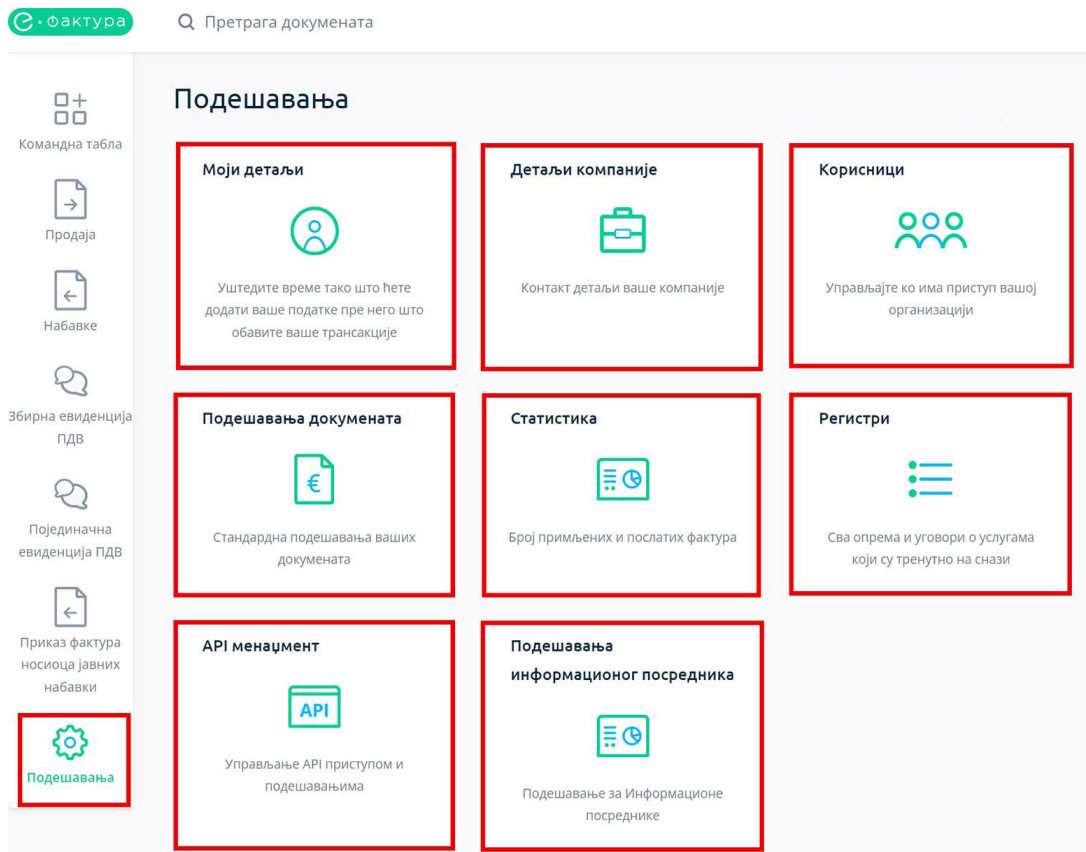 е·Фактура
Претрага докумената
Командна табла
Продаја
Набавке
Збирна евиденција
ПДВ
Појединачна
евиденција ПДВ
Приказ фактура
носиоца јавних
набавки
Подешавања
Подешавања
Моји детаљи
Уштедите време тако што ћете
додати ваше податке пре него што
обавите ваше трансакције
Детаљи компаније
Контакт детаљи ваше компаније
Корисници
Управљајте ко има приступ вашој
организацији
Подешавања докумената
€
Стандардна подешавања ваших
докумената
Статистика
Број примљених и послатих фактура
Регистри
Сва опрема и уговори о услугама
који су тренутно на снази
API менаџмент
API
Управљање API приступом и
подешавањима
Подешавања
информационог посредника
Подешавање за Информационе
посреднике